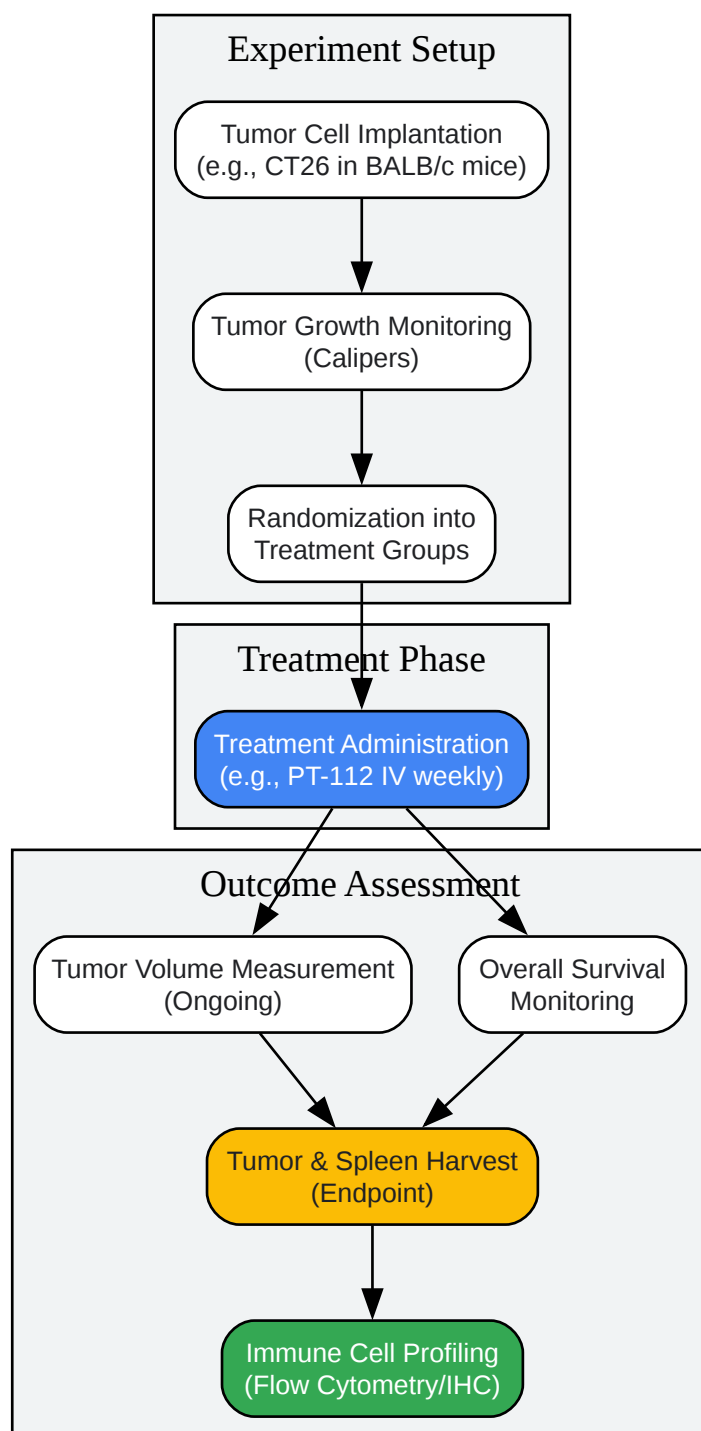 Experiment Setup
Tumor Cell Implantation
(e.g., CT26 in BALB/c mice)
Tumor Growth Monitoring
(Calipers)
Randomization into
Treatment Groups
Treatment Phase
Treatment Administration
(e.g., PT-112 IV weekly)
Outcome Assessment
Tumor Volume Measurement
(Ongoing)
Overall Survival
Monitoring
Tumor & Spleen Harvest
(Endpoint)
Immune Cell Profiling
(Flow Cytometry/IHC)